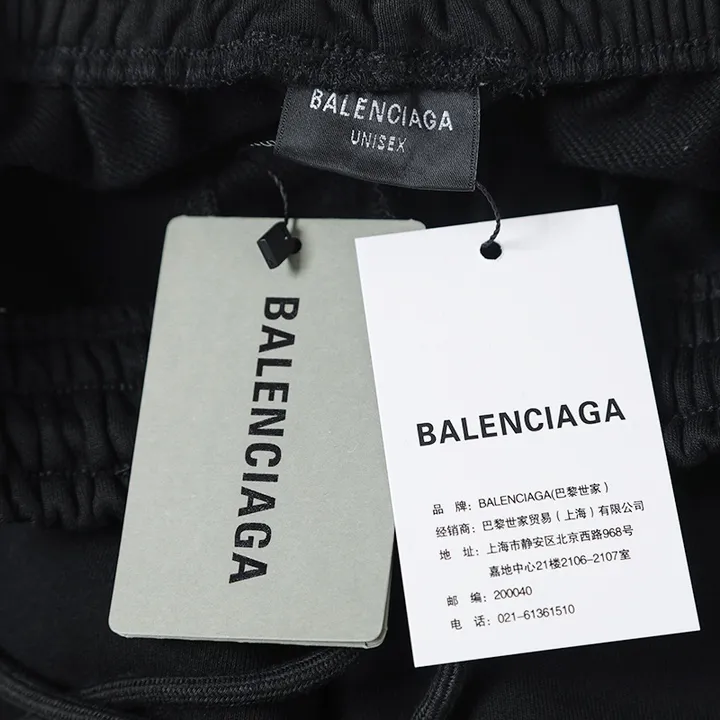 BALENCIAGA
UNISEX
BALENCIAGA
BALENCIAGA
品 牌: BALENCIAGA(巴黎世家)
经销商: 巴黎世家贸易(上海)有限公司
地 址: 上海市静安区北京西路968号
嘉地中心21楼2106-2107室
邮 编: 200040
电 话: 021-61361510